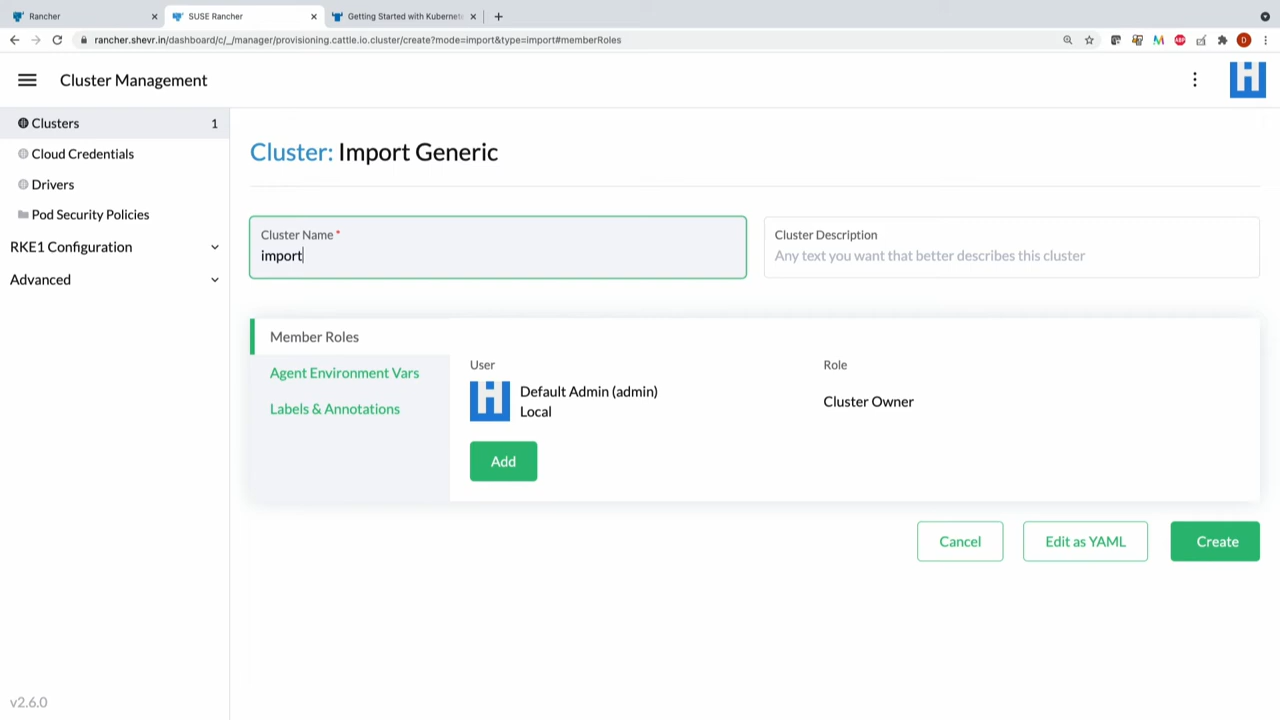 Rancher
SUSE Rancher
Getting Started with Kubernete
rancher.shevr.in/dashboard/c/_/manager/provisioning.cattle.io.cluster/create?mode=import&type=import#memberRoles
ABP
D
Cluster Management
Clusters 1
Cloud Credentials
Drivers
Pod Security Policies
RKE1 Configuration
Advanced
v2.6.0
Cluster: Import Generic
Cluster Name *
import
Cluster Description
Any text you want that better describes this cluster
Member Roles
Agent Environment Vars
Labels & Annotations
User
Role
Default Admin (admin)
Local
Cluster Owner
Add
Cancel
Edit as YAML
Create